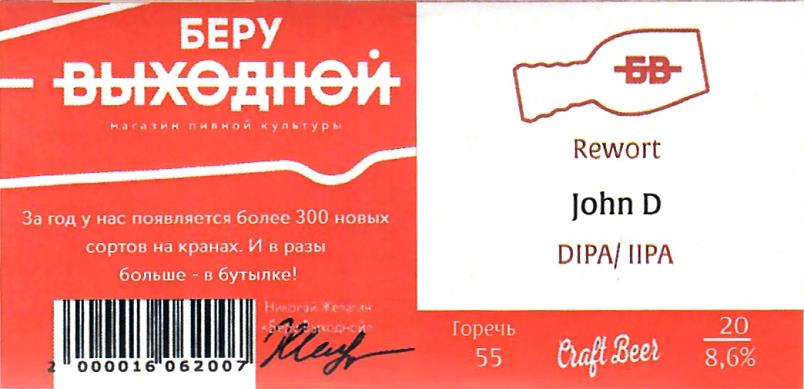 БЕРУ
ВЫХОДНОЙ
магазин пивной культуры
За год у нас появляется более 300 новых
сортов на кранах. И в разы
больше - в бутылке!
Николай Желагин
«Беру Выходной»
2 000016 062007
БВ
Rewort
John D
DIPA/ IIPA
Горечь
55
Craft Beer
20
8,6%